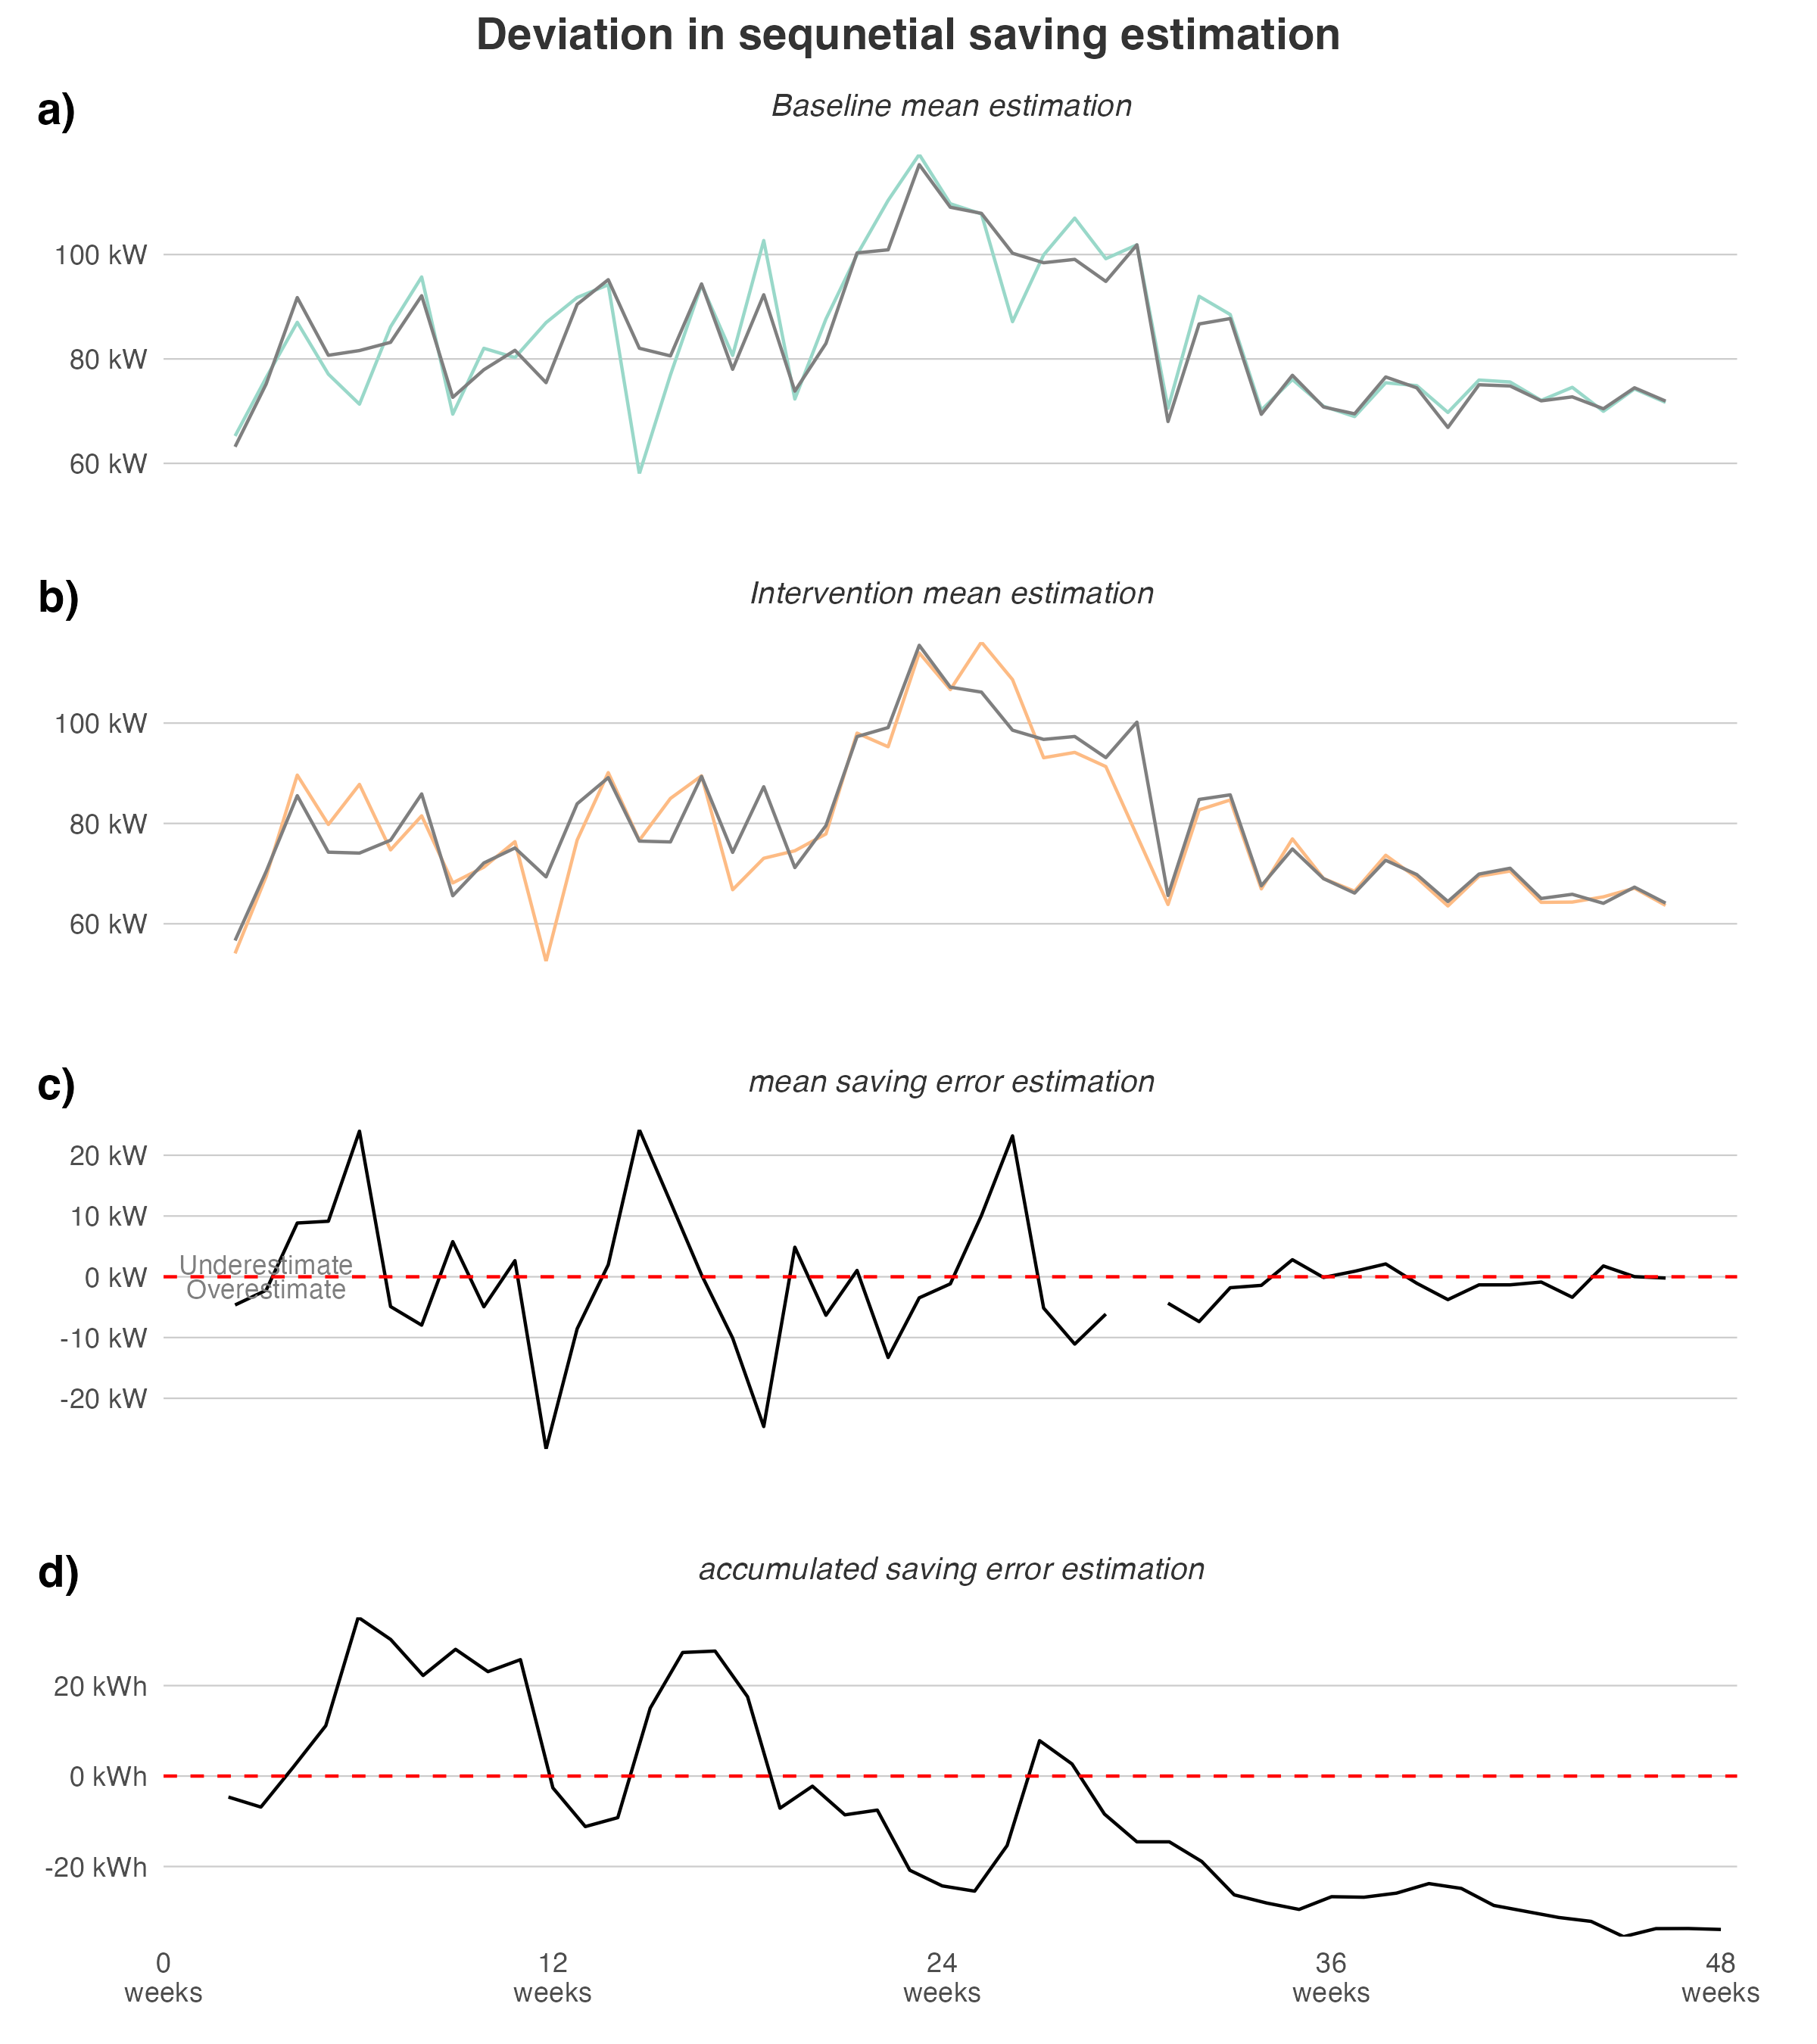 Deviation in sequnetial saving estimation
a)
Baseline mean estimation
100 kW
80 kW
60 kW
b)
Intervention mean estimation
100 kW
80 kW
60 kW
c)
mean saving error estimation
20 kW
10 kW
Underestimate
0 kW
Overestimate
-10 kW
-20 kW
d)
accumulated saving error estimation
20 kWh
0 kWh
-20 kWh
0 12 24 36 48
weeks weeks weeks weeks weeks